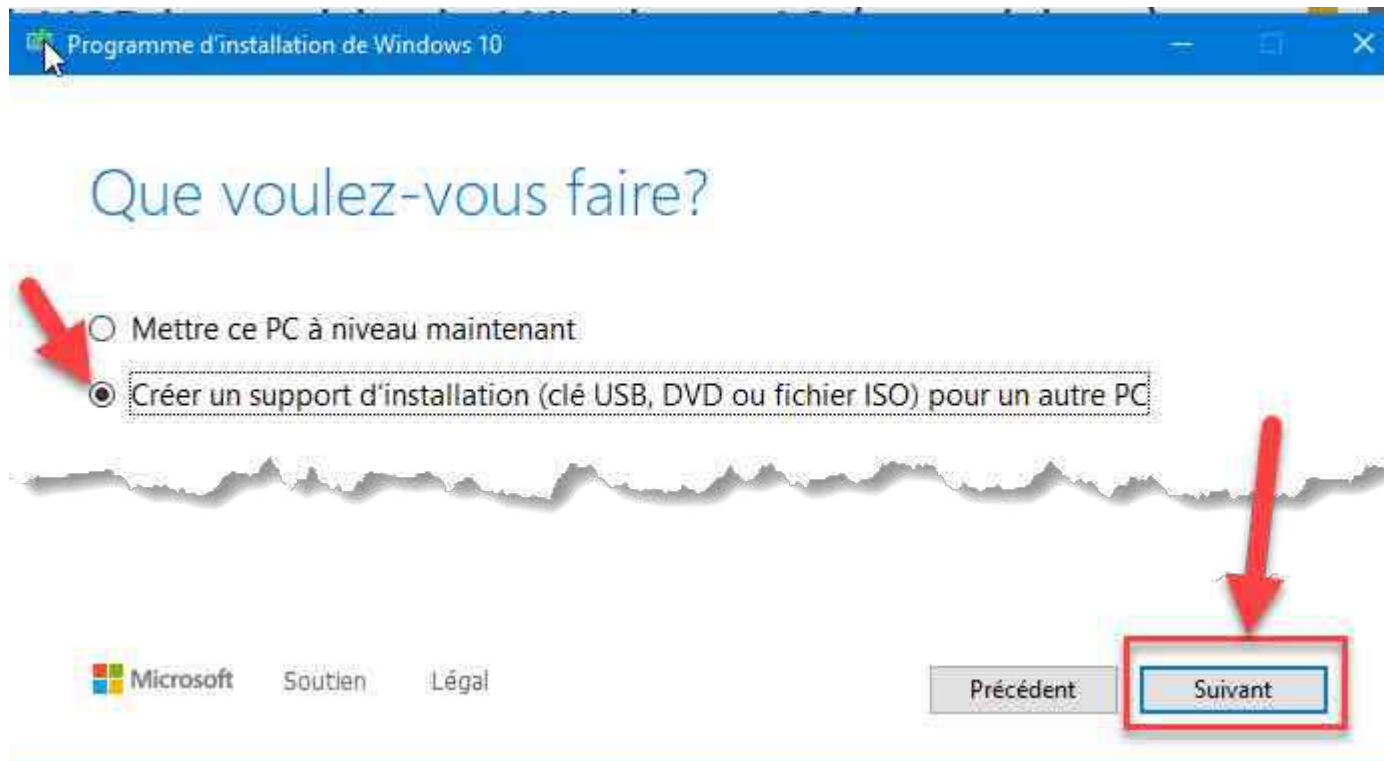 Programme d'installation de Windows 10
Que voulez-vous faire?
Mettre ce PC à niveau maintenant
Créer un support d'installation (clé USB, DVD ou fichier ISO) pour un autre PC
Microsoft Soutien Légal Précédent Suivant